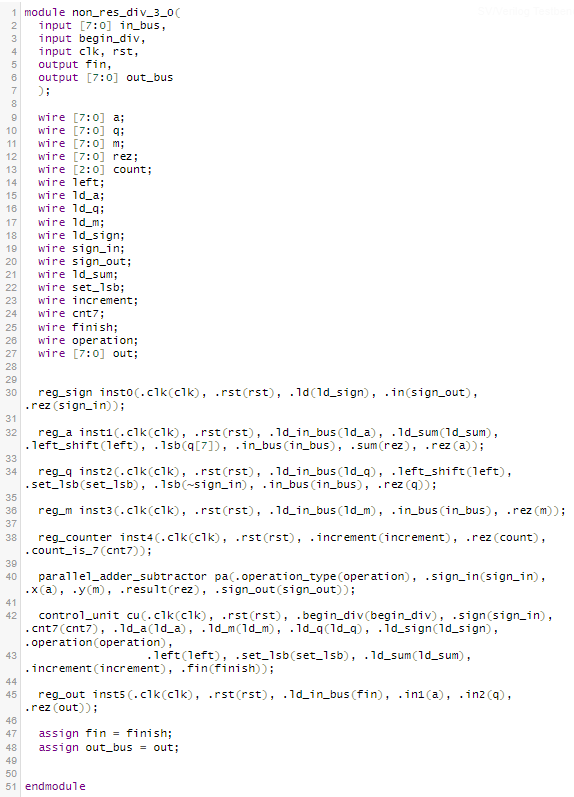 1 module non_res_div_3_0(
2 input [7:0] in_bus,
3 input begin_div,
4 input clk, rst,
5 output fin,
6 output [7:0] out_bus
7 );
8
9 wire [7:0] a;
10 wire [7:0] q;
11 wire [7:0] m;
12 wire [7:0] rez;
13 wire [2:0] count;
14 wire left;
15 wire ld_a;
16 wire ld_q;
17 wire ld_m;
18 wire ld_sign;
19 wire sign_in;
20 wire sign_out;
21 wire ld_sum;
22 wire set_lsb;
23 wire increment;
24 wire cnt7;
25 wire finish;
26 wire operation;
27 wire [7:0] out;
28
29
30 reg_sign inst0(.clk(clk), .rst(rst), .ld(ld_sign), .in(sign_out),
.rez(sign_in));
31
32 reg_a inst1(.clk(clk), .rst(rst), .ld_in_bus(ld_a), .ld_sum(ld_sum),
.left_shift(left), .lsb(q[7]), .in_bus(in_bus), .sum(rez), .rez(a));
33
34 reg_q inst2(.clk(clk), .rst(rst), .ld_in_bus(ld_q), .left_shift(left),
.set_lsb(set_lsb), .lsb(~sign_in), .in_bus(in_bus), .rez(q));
35
36 reg_m inst3(.clk(clk), .rst(rst), .ld_in_bus(ld_m), .in_bus(in_bus), .rez(m));
37
38 reg_counter inst4(.clk(clk), .rst(rst), .increment(increment), .rez(count),
.count_is_7(cnt7));
39
40 parallel_adder_subtractor pa(.operation_type(operation), .sign_in(sign_in),
.x(a), .y(m), .result(rez), .sign_out(sign_out));
41
42 control_unit cu(.clk(clk), .rst(rst), .begin_div(begin_div), .sign(sign_in),
.cnt7(cnt7), .ld_a(ld_a), .ld_m(ld_m), .ld_q(ld_q), .ld_sign(ld_sign),
.operation(operation),
43 .left(left), .set_lsb(set_lsb), .ld_sum(ld_sum),
.increment(increment), .fin(finish));
44
45 reg_out inst5(.clk(clk), .rst(rst), .ld_in_bus(fin), .in1(a), .in2(q),
.rez(out));
46
47 assign fin = finish;
48 assign out_bus = out;
49
50
51 endmodule